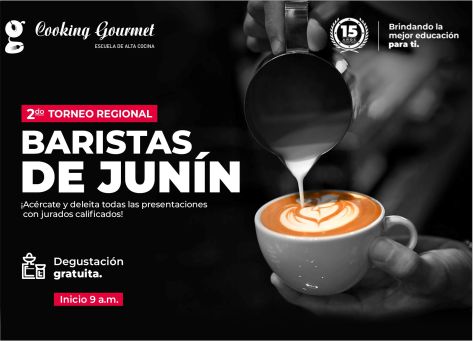 Cooking Gourmet
ESCUELA DE ALTA COCINA
15
AÑOS
Brindando la
mejor educación
para ti.
2do TORNEO REGIONAL
BARISTAS
DE JUNÍN
¡Acércate y deleita todas las presentaciones
con jurados calificados!
Degustación
gratuita.
Inicio 9 a.m.